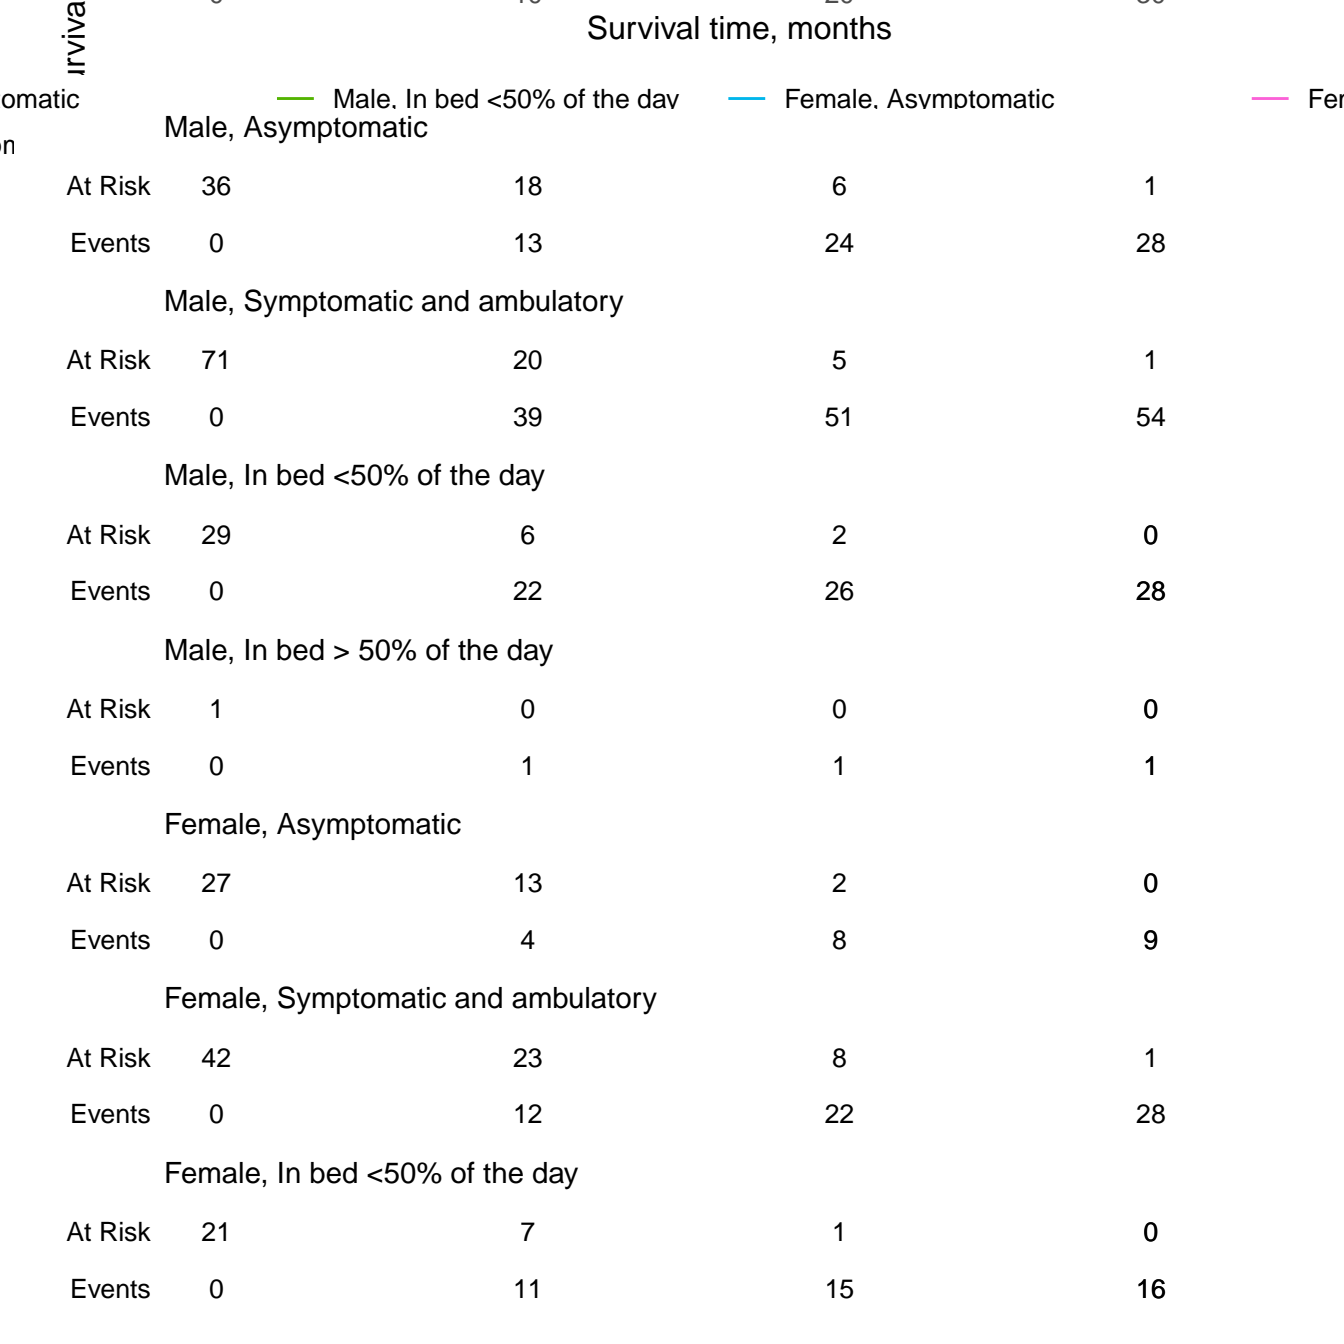 Survival time, months
Male, In bed <50% of the day Female, Asymptomatic
Male, Asymptomatic
At Risk 36 18 6 1
Events 0 13 24 28
Male, Symptomatic and ambulatory
At Risk 71 20 5 1
Events 0 39 51 54
Male, In bed <50% of the day
At Risk 29 6 2 0
Events 0 22 26 28
Male, In bed > 50% of the day
At Risk 1 0 0 0
Events 0 1 1 1
Female, Asymptomatic
At Risk 27 13 2 0
Events 0 4 8 9
Female, Symptomatic and ambulatory
At Risk 42 23 8 1
Events 0 12 22 28
Female, In bed <50% of the day
At Risk 21 7 1 0
Events 0 11 15 16